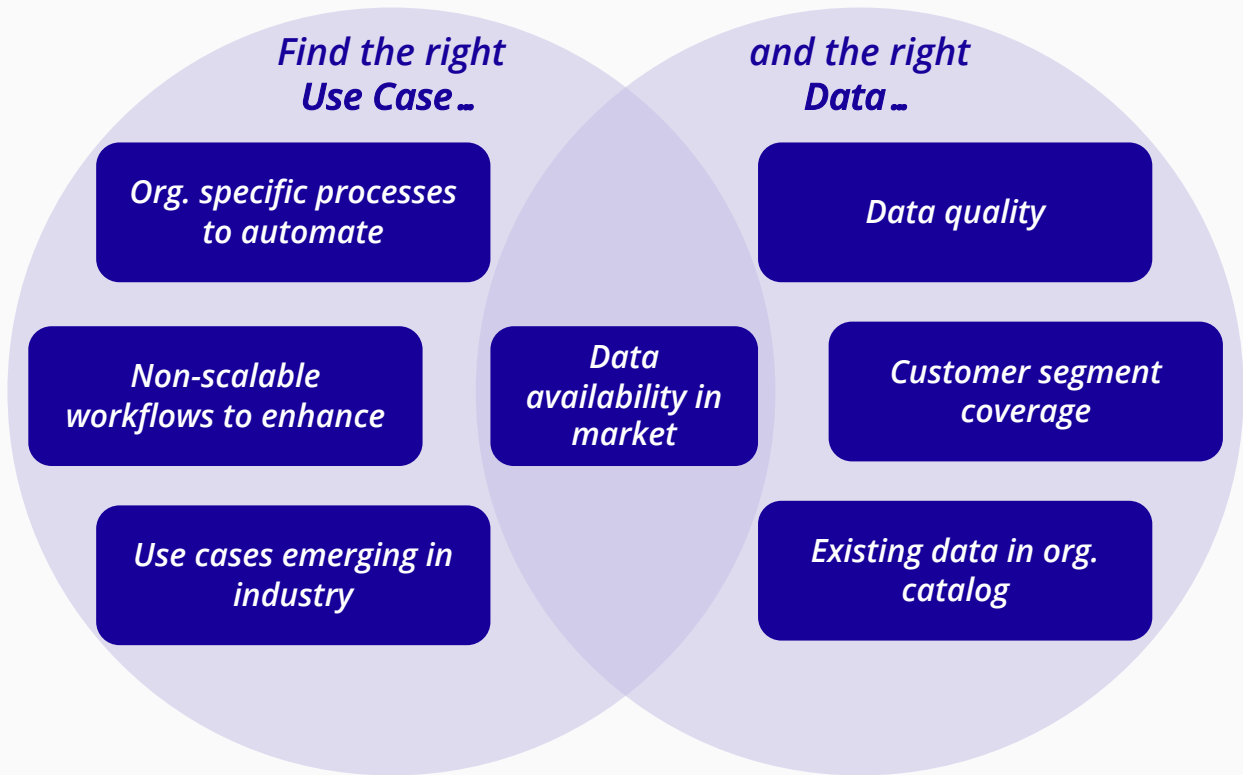 Find the right
Use Case...
and the right
Data...
Org. specific processes
to automate
Data quality
Non-scalable
workflows to enhance
Data
availability in
market
Customer segment
coverage
Use cases emerging in
industry
Existing data in org.
catalog